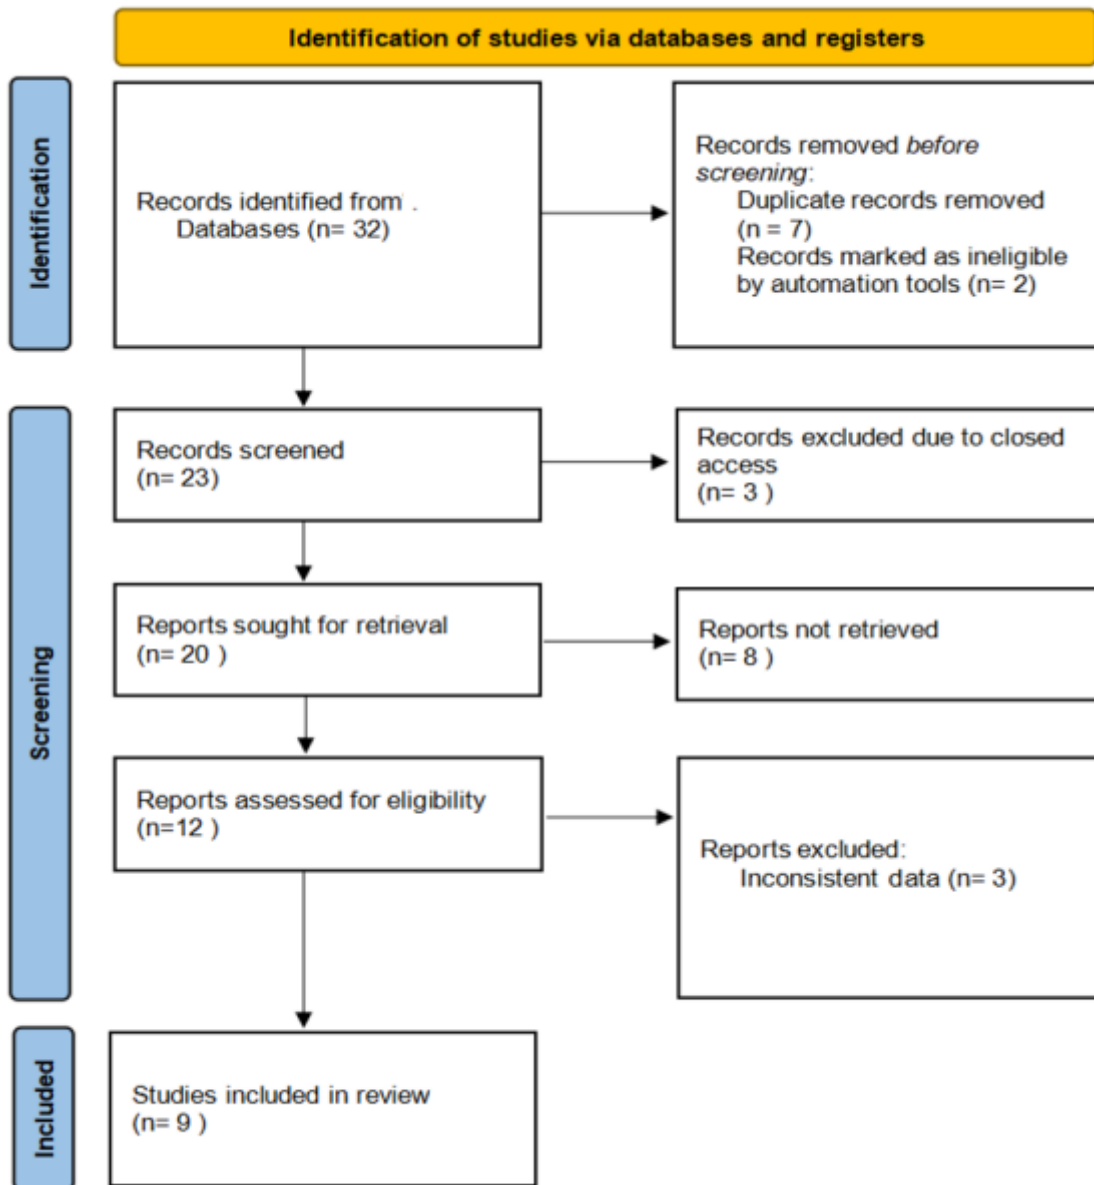 Identification of studies via databases and registers
Identification
Records identified from .
Databases (n= 32)
Records removed before
screening:
Duplicate records removed
(n = 7)
Records marked as ineligible
by automation tools (n= 2)
Screening
Records screened
(n= 23)
Records excluded due to closed
access
(n= 3 )
Reports sought for retrieval
(n= 20 )
Reports not retrieved
(n= 8 )
Reports assessed for eligibility
(n=12 )
Reports excluded:
Inconsistent data (n= 3)
Included
Studies included in review
(n= 9 )